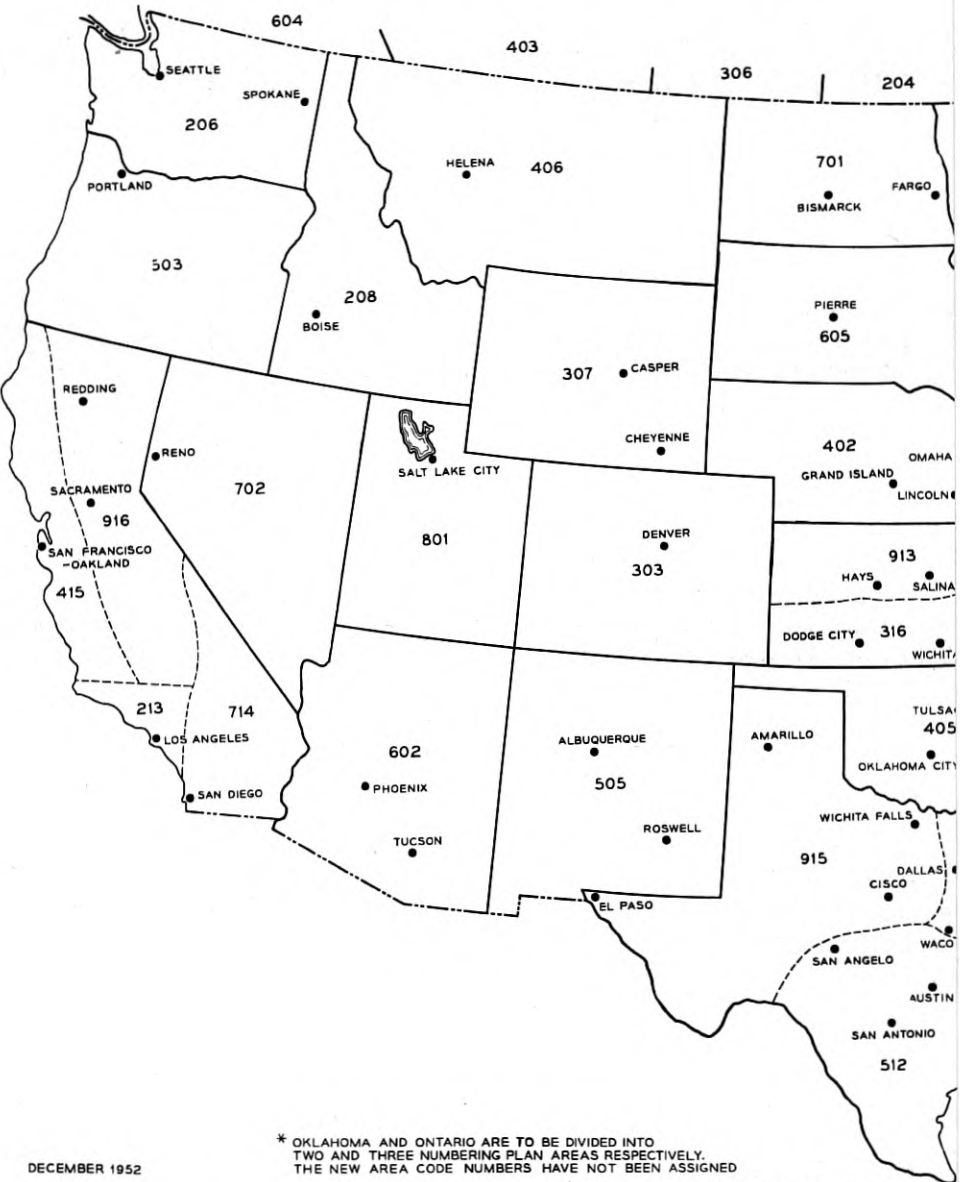 604
403
306
204
SEATTLE
SPOKANE
206
HELENA
406
701
PORTLAND
BISMARCK
FARGO
503
208
BOISE
PIERRE
605
307
CASPER
REDDING
CHEYENNE
402
RENO
SALT LAKE CITY
GRAND ISLAND
OMAHA
SACRAMENTO
702
LINCOLN
916
801
DENVER
303
SAN FRANCISCO
-OAKLAND
913
HAYS
SALINA
415
DODGE CITY
316
WICHITA
213
714
TULSA
405
LOS ANGELES
602
ALBUQUERQUE
AMARILLO
OKLAHOMA CITY
PHOENIX
505
SAN DIEGO
WICHITA FALLS
TUCSON
ROSWELL
915
DALLAS
CISCO
EL PASO
WACO
SAN ANGELO
AUSTIN
SAN ANTONIO
512
* OKLAHOMA AND ONTARIO ARE TO BE DIVIDED INTO
TWO AND THREE NUMBERING PLAN AREAS RESPECTIVELY.
THE NEW AREA CODE NUMBERS HAVE NOT BEEN ASSIGNED
DECEMBER 1952